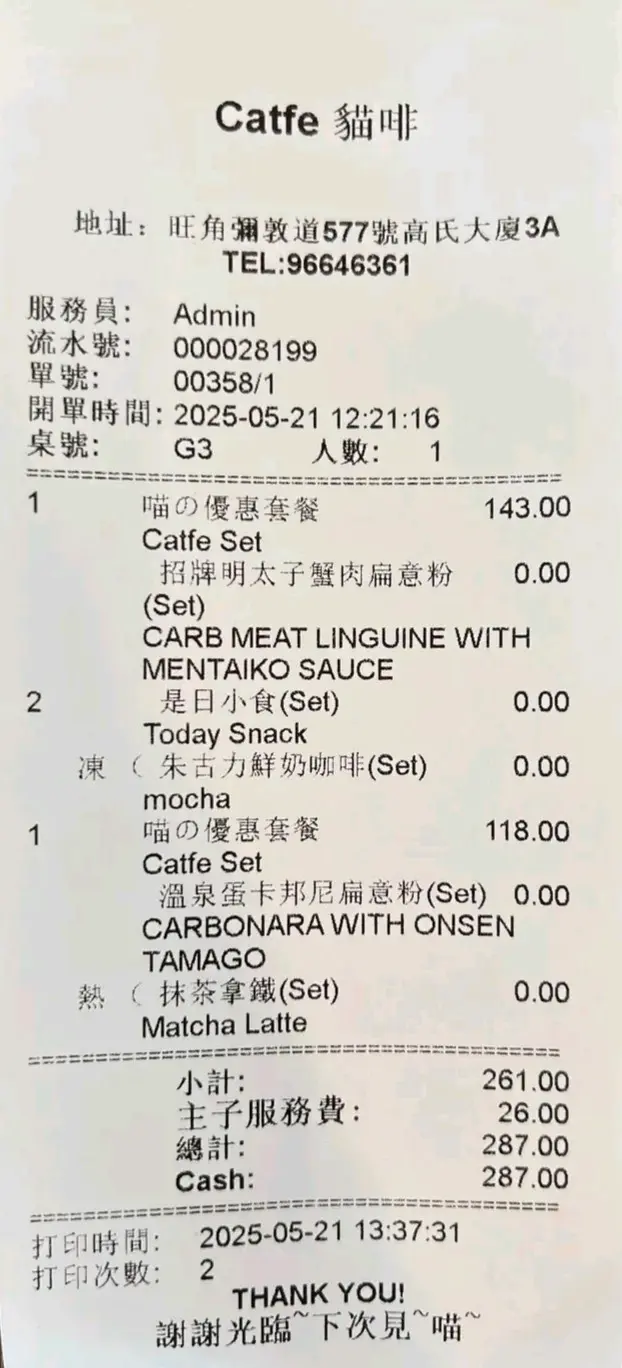 Catfe 貓啡
地址: 旺角彌敦道577號高氏大廈3A
TEL:96646361
服務員: Admin
流水號: 000028199
單號: 00358/1
開單時間: 2025-05-21 12:21:16
桌號: G3 人數: 1
1 喵の優惠套餐 143.00
Catfe Set
招牌明太子蟹肉扁意粉 0.00
(Set)
CARB MEAT LINGUINE WITH
MENTAIKO SAUCE
2 是日小食(Set) 0.00
Today Snack
凍 ( 朱古力鮮奶咖啡(Set) 0.00
mocha
1 喵の優惠套餐 118.00
Catfe Set
溫泉蛋卡邦尼扁意粉(Set) 0.00
CARBONARA WITH ONSEN
TAMAGO
熱 ( 抹茶拿鐵(Set) 0.00
Matcha Latte
小計: 261.00
主子服務費: 26.00
總計: 287.00
Cash: 287.00
打印時間: 2025-05-21 13:37:31
打印次數: 2
THANK YOU!
謝謝光臨~下次見~喵~